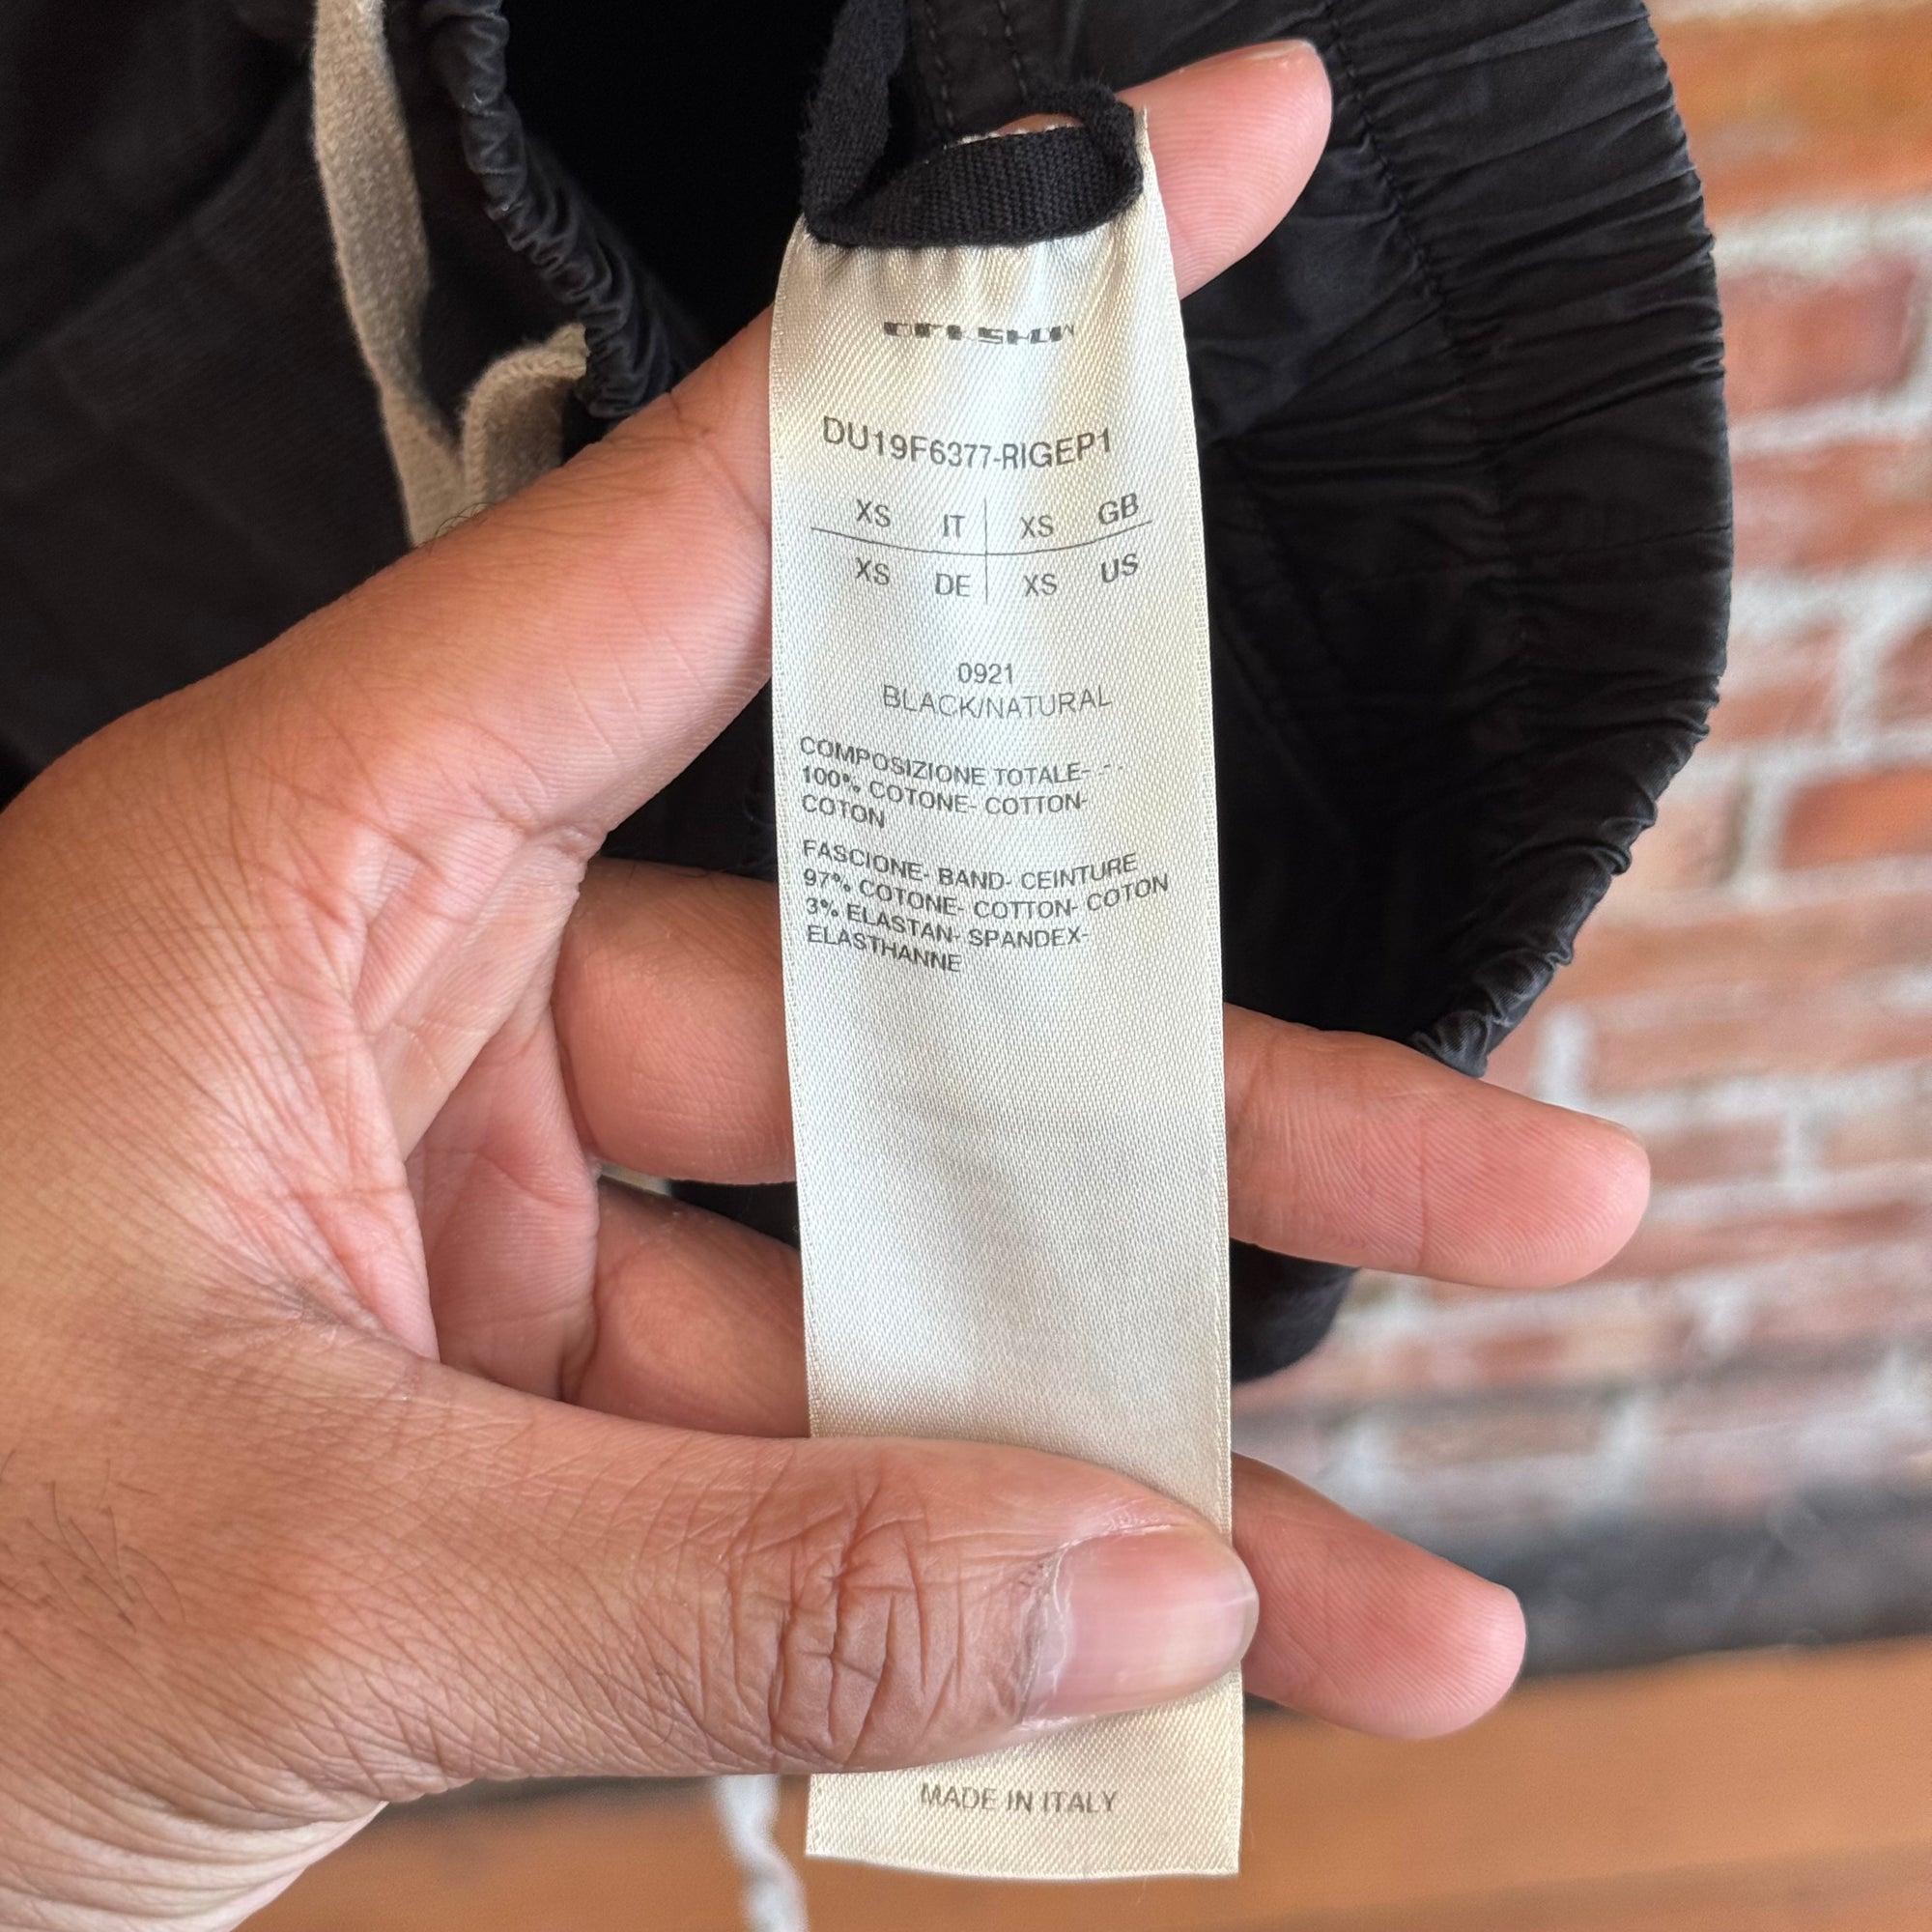 DRKSHDW
DU19F6377-RIGEP1
XS IT XS GB
XS DE XS US
0921
BLACK/NATURAL
COMPOSIZIONE TOTALE- - -
100% COTONE- COTTON-
COTON
FASCIONE- BAND- CEINTURE
97% COTONE- COTTON- COTON
3% ELASTAN- SPANDEX-
ELASTHANNE
MADE IN ITALY